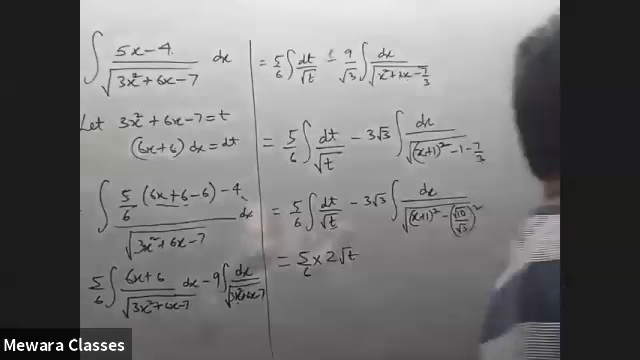 ∫ (5x-4)/√(3x²+6x-7) dx
Let 3x²+6x-7=t
(6x+6)dx=dt
∫ (5/6 (6x+6-6)-4)/√(3x²+6x-7) dx
5/6 ∫ (6x+6)/√(3x²+6x-7) dx - 9∫ dx/√(3x²+6x-7)
= 5/6 ∫ dt/√t - 9/√3 ∫ dx/√(x²+2x-7/3)
= 5/6 ∫ dt/√t - 3√3 ∫ dx/√((x+1)²-1-7/3)
= 5/6 ∫ dt/√t - 3√3 ∫ dx/√((x+1)²-(√10/√3)²)
= 5/6 × 2√t
Mewara Classes